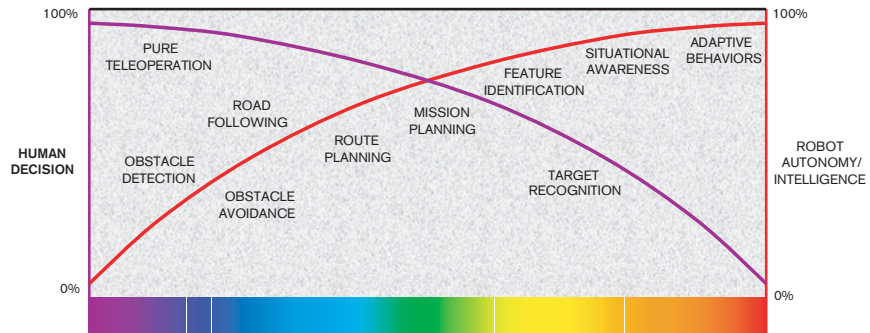 100%
100%
PURE
TELEOPERATION
ADAPTIVE
BEHAVIORS
SITUATIONAL
AWARENESS
FEATURE
IDENTIFICATION
ROAD
FOLLOWING
MISSION
PLANNING
ROUTE
PLANNING
HUMAN
DECISION
OBSTACLE
DETECTION
ROBOT
AUTONOMY/
INTELLIGENCE
TARGET
RECOGNITION
OBSTACLE
AVOIDANCE
0%
0%